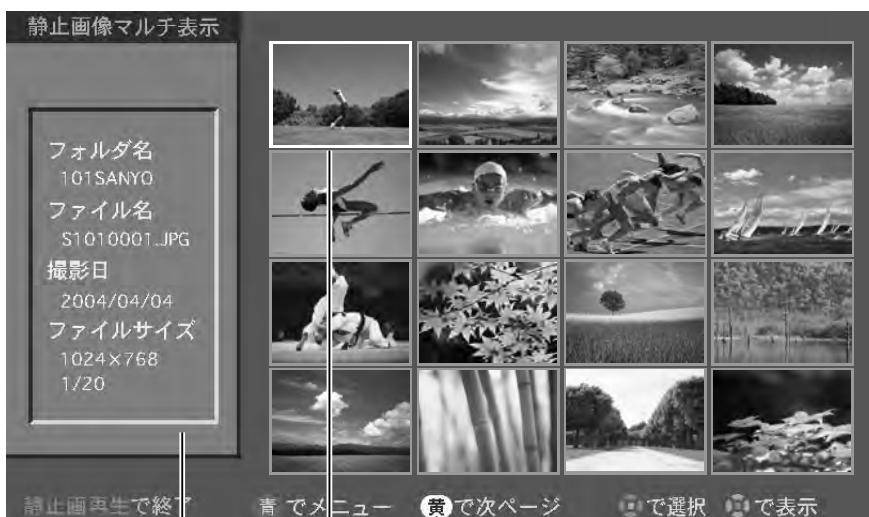 静止画像マルチ表示
フォルダ名
101SANYO
ファイル名
S1010001.JPG
撮影日
2004/04/04
ファイルサイズ
1024×768
1/20
静止画再生で終了
青 でメニュー
黄で次ページ
で選択
で表示